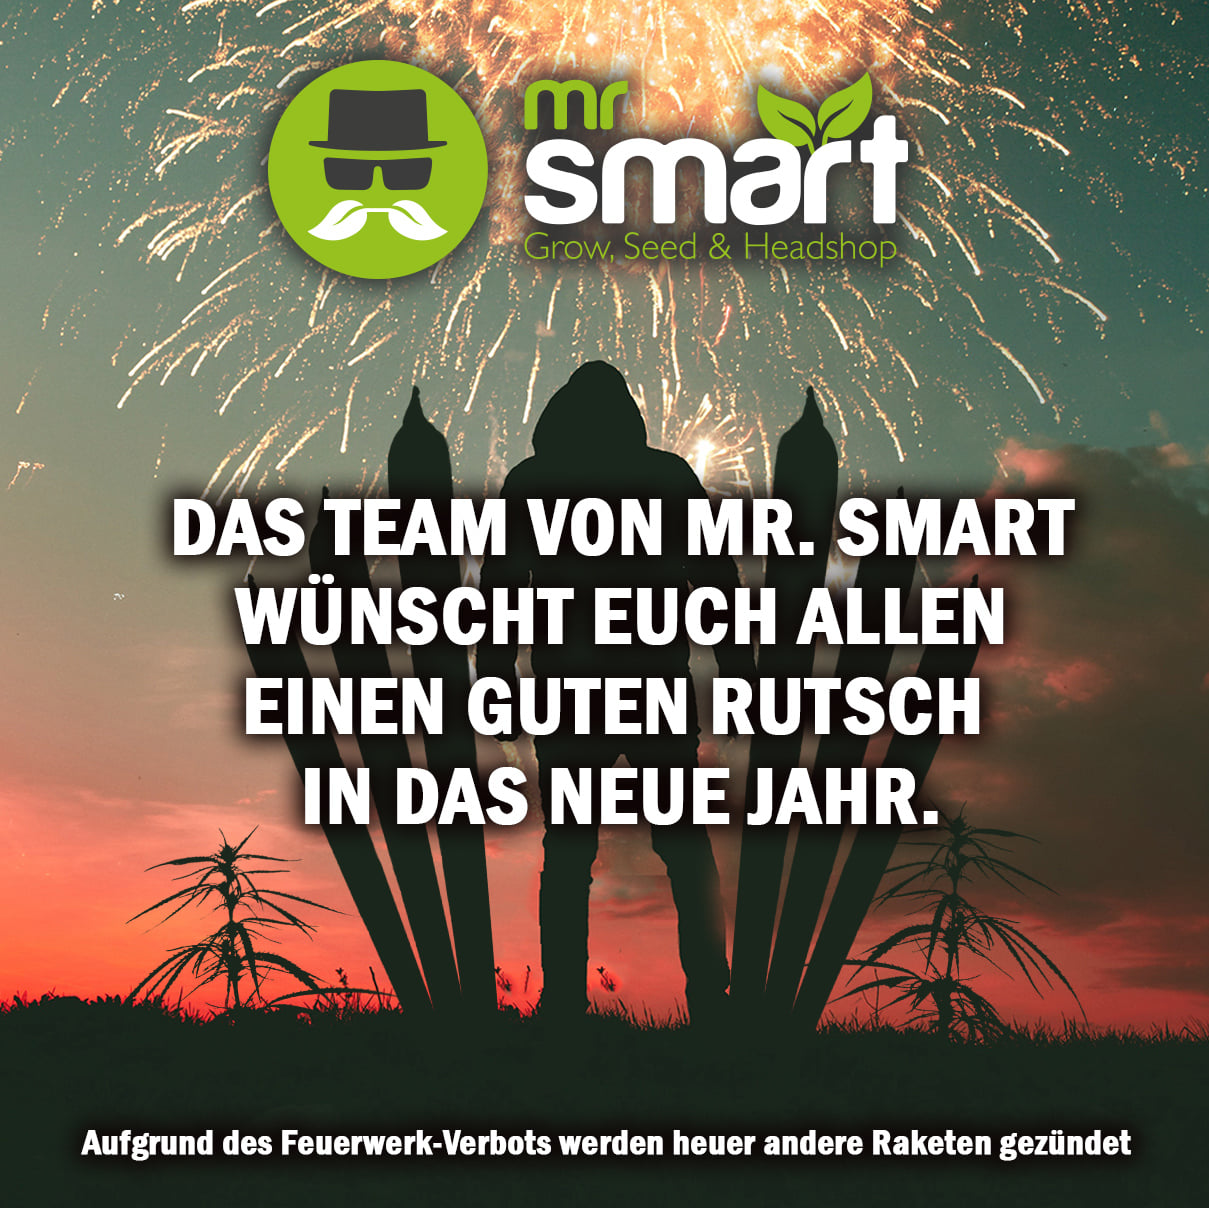 mr
smart
Grow, Seed & Headshop
DAS TEAM VON MR. SMART
WÜNSCHT EUCH ALLEN
EINEN GUTEN RUTSCH
IN DAS NEUE JAHR.
Aufgrund des Feuerwerk-Verbots werden heuer andere Raketen gezündet